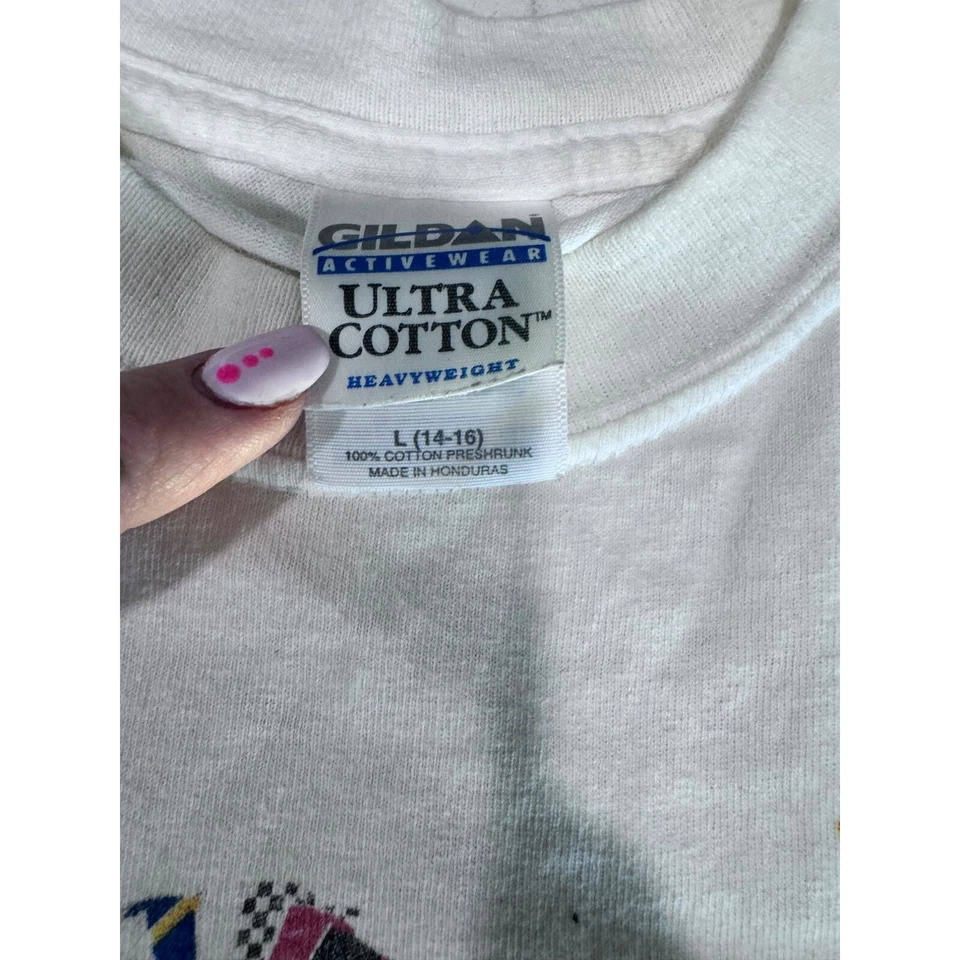 GILDAN
ACTIVEWEAR
ULTRA
COTTON™
HEAVYWEIGHT
L (14-16)
100% COTTON PRESHRUNK
MADE IN HONDURAS